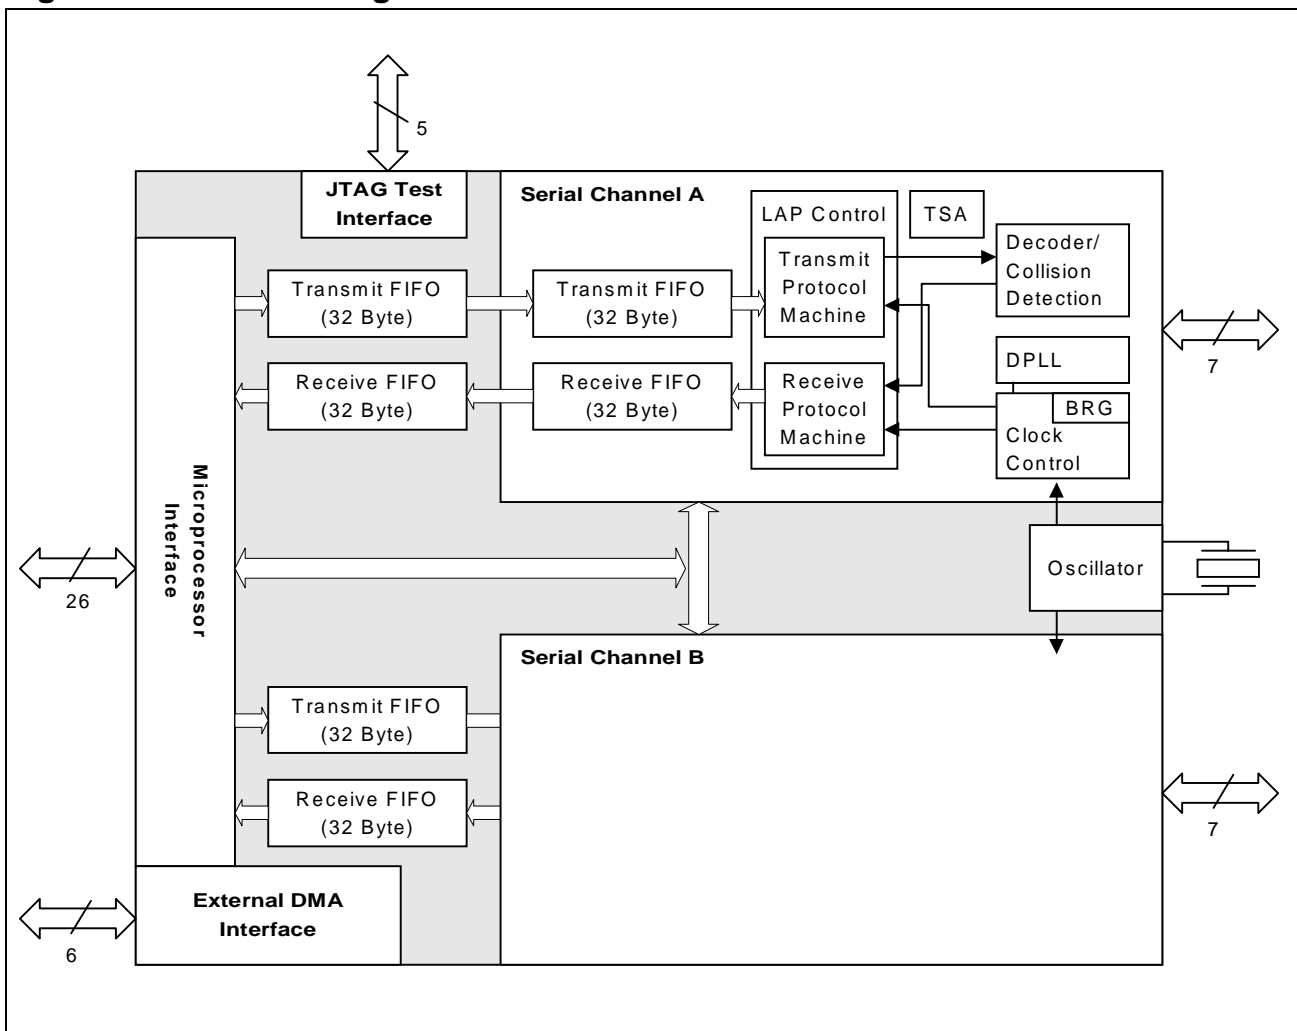 5
JTAG Test
Interface
Serial Channel A
LAP Control
TSA
Transmit
Protocol
Machine
Decoder/
Collision
Detection
Transmit FIFO
(32 Byte)
Transmit FIFO
(32 Byte)
7
DPLL
Receive FIFO
(32 Byte)
Receive FIFO
(32 Byte)
Receive
Protocol
Machine
BRG
Clock
Control
Microprocessor
Interface
26
Oscillator
Serial Channel B
Transmit FIFO
(32 Byte)
Receive FIFO
(32 Byte)
7
External DMA
Interface
6